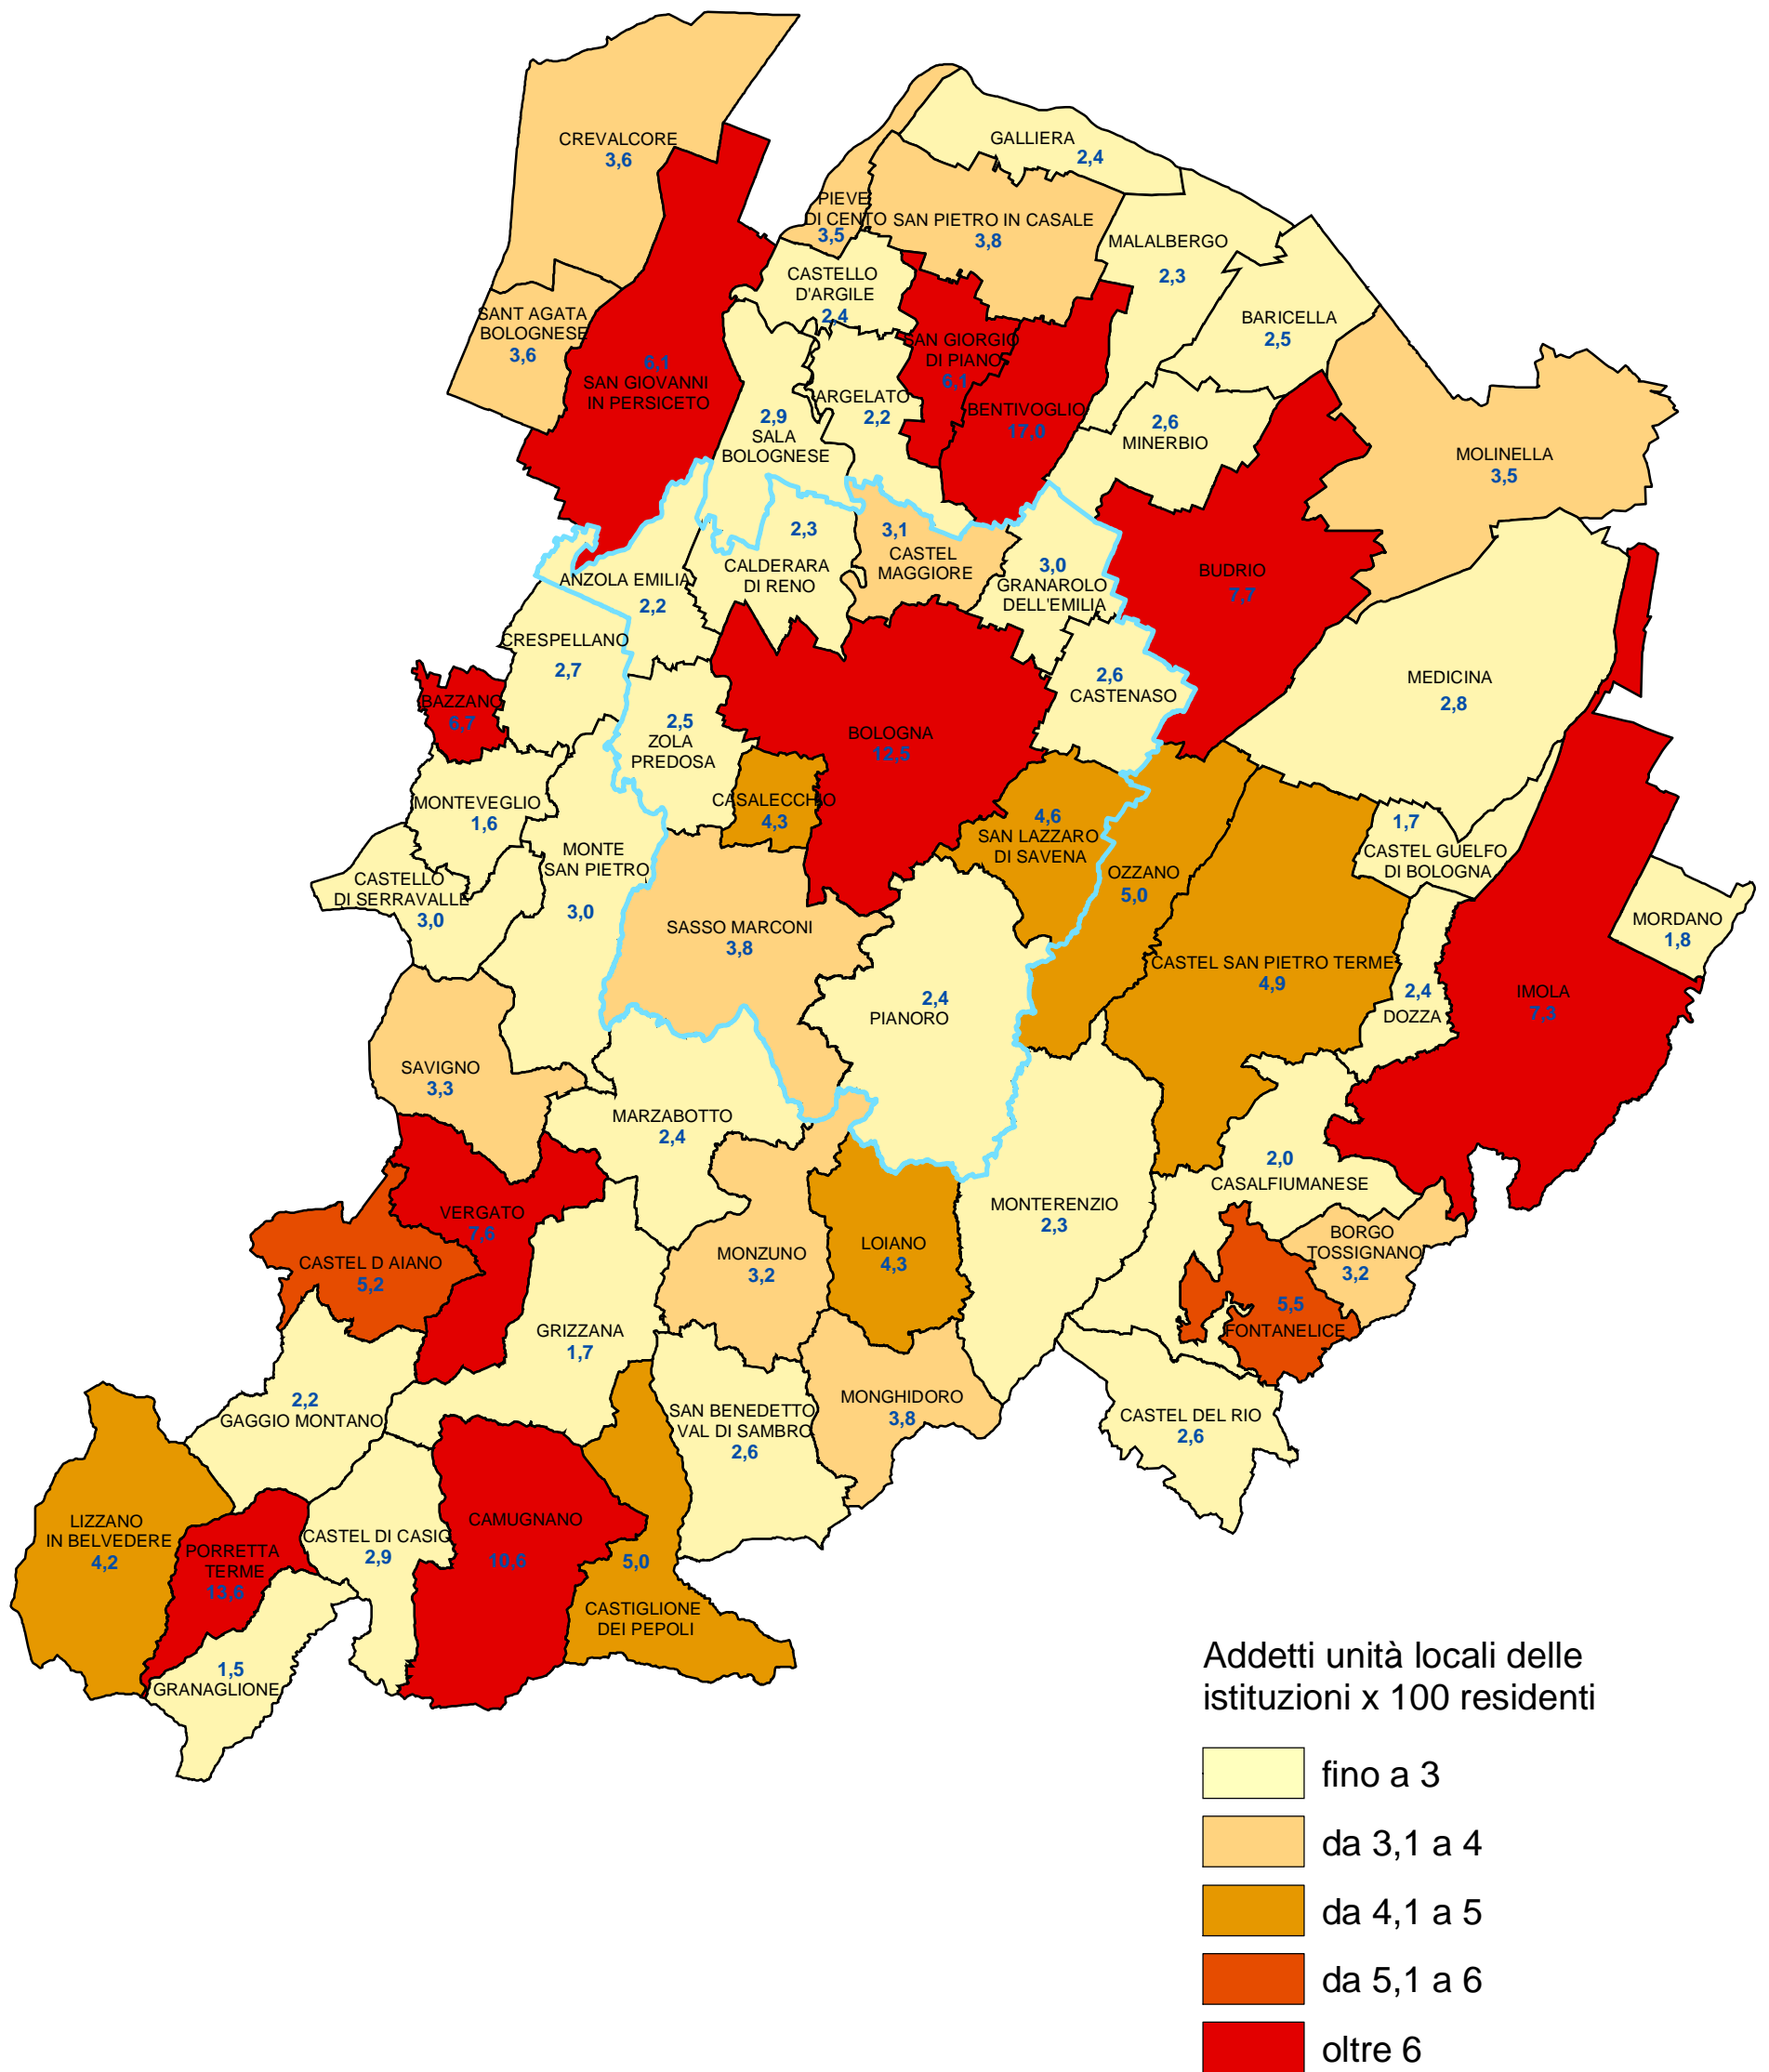 CREVALCORE
3,6
GALLIERA
2,4
PIEVE
DI CENTO
3,5
SAN PIETRO IN CASALE
3,8
MALALBERGO
2,3
CASTELLO
D'ARGILE
2,4
SANT AGATA
BOLOGNESE
3,6
BARICELLA
2,5
SAN GIORGIO
DI PIANO
6,1
6,1
SAN GIOVANNI
IN PERSICETO
ARGELATO
2,2
BENTIVOGLIO
17,0
2,9
SALA
BOLOGNESE
2,6
MINERBIO
MOLINELLA
3,5
2,3
CALDERARA
DI RENO
3,1
CASTEL
MAGGIORE
3,0
GRANAROLO
DELL'EMILIA
BUDRIO
7,7
ANZOLA EMILIA
2,2
CRESPELLANO
2,7
2,6
CASTENASO
MEDICINA
2,8
BAZZANO
6,7
2,5
ZOLA
PREDOSA
BOLOGNA
12,5
MONTEVEGLIO
1,6
CASALECCHIO
4,3
4,6
SAN LAZZARO
DI SAVENA
1,7
CASTEL GUELFO
DI BOLOGNA
MONTE
SAN PIETRO
3,0
CASTELLO
DI SERRAVALLE
3,0
OZZANO
5,0
SASSO MARCONI
3,8
MORDANO
1,8
CASTEL SAN PIETRO TERME
4,9
2,4
DOZZA
IMOLA
7,3
2,4
PIANORO
SAVIGNO
3,3
MARZABOTTO
2,4
2,0
CASALFIUMANESE
MONTERENZIO
2,3
VERGATO
7,6
BORGO
TOSSIGNANO
3,2
LOIANO
4,3
MONZUNO
3,2
CASTEL D AIANO
5,2
5,5
FONTANELICE
GRIZZANA
1,7
2,2
GAGGIO MONTANO
SAN BENEDETTO
VAL DI SAMBRO
2,6
MONGHIDORO
3,8
CASTEL DEL RIO
2,6
LIZZANO
IN BELVEDERE
4,2
CAMUGNANO
10,6
CASTEL DI CASIO
2,9
PORRETTA
TERME
13,6
5,0
CASTIGLIONE
DEI PEPOLI
1,5
GRANAGLIONE
Addetti unità locali delle
istituzioni x 100 residenti
fino a 3
da 3,1 a 4
da 4,1 a 5
da 5,1 a 6
oltre 6